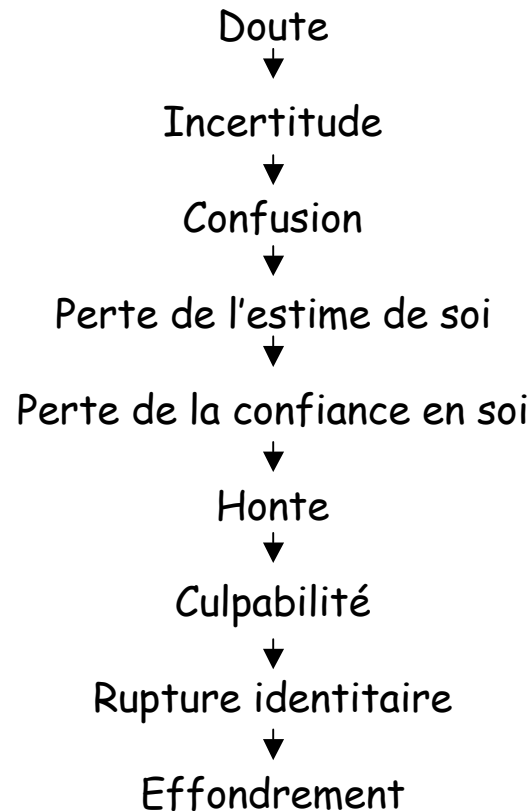 Doute
Incertitude
Confusion
Perte de l'estime de soi
Perte de la confiance en soi
Honte
Culpabilité
Rupture identitaire
Effondrement